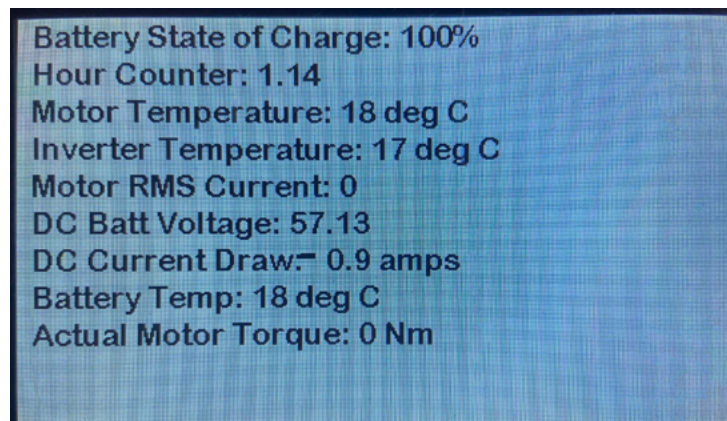 Battery State of Charge: 100%
Hour Counter: 1.14
Motor Temperature: 18 deg C
Inverter Temperature: 17 deg C
Motor RMS Current: 0
DC Batt Voltage: 57.13
DC Current Draw:- 0.9 amps
Battery Temp: 18 deg C
Actual Motor Torque: 0 Nm